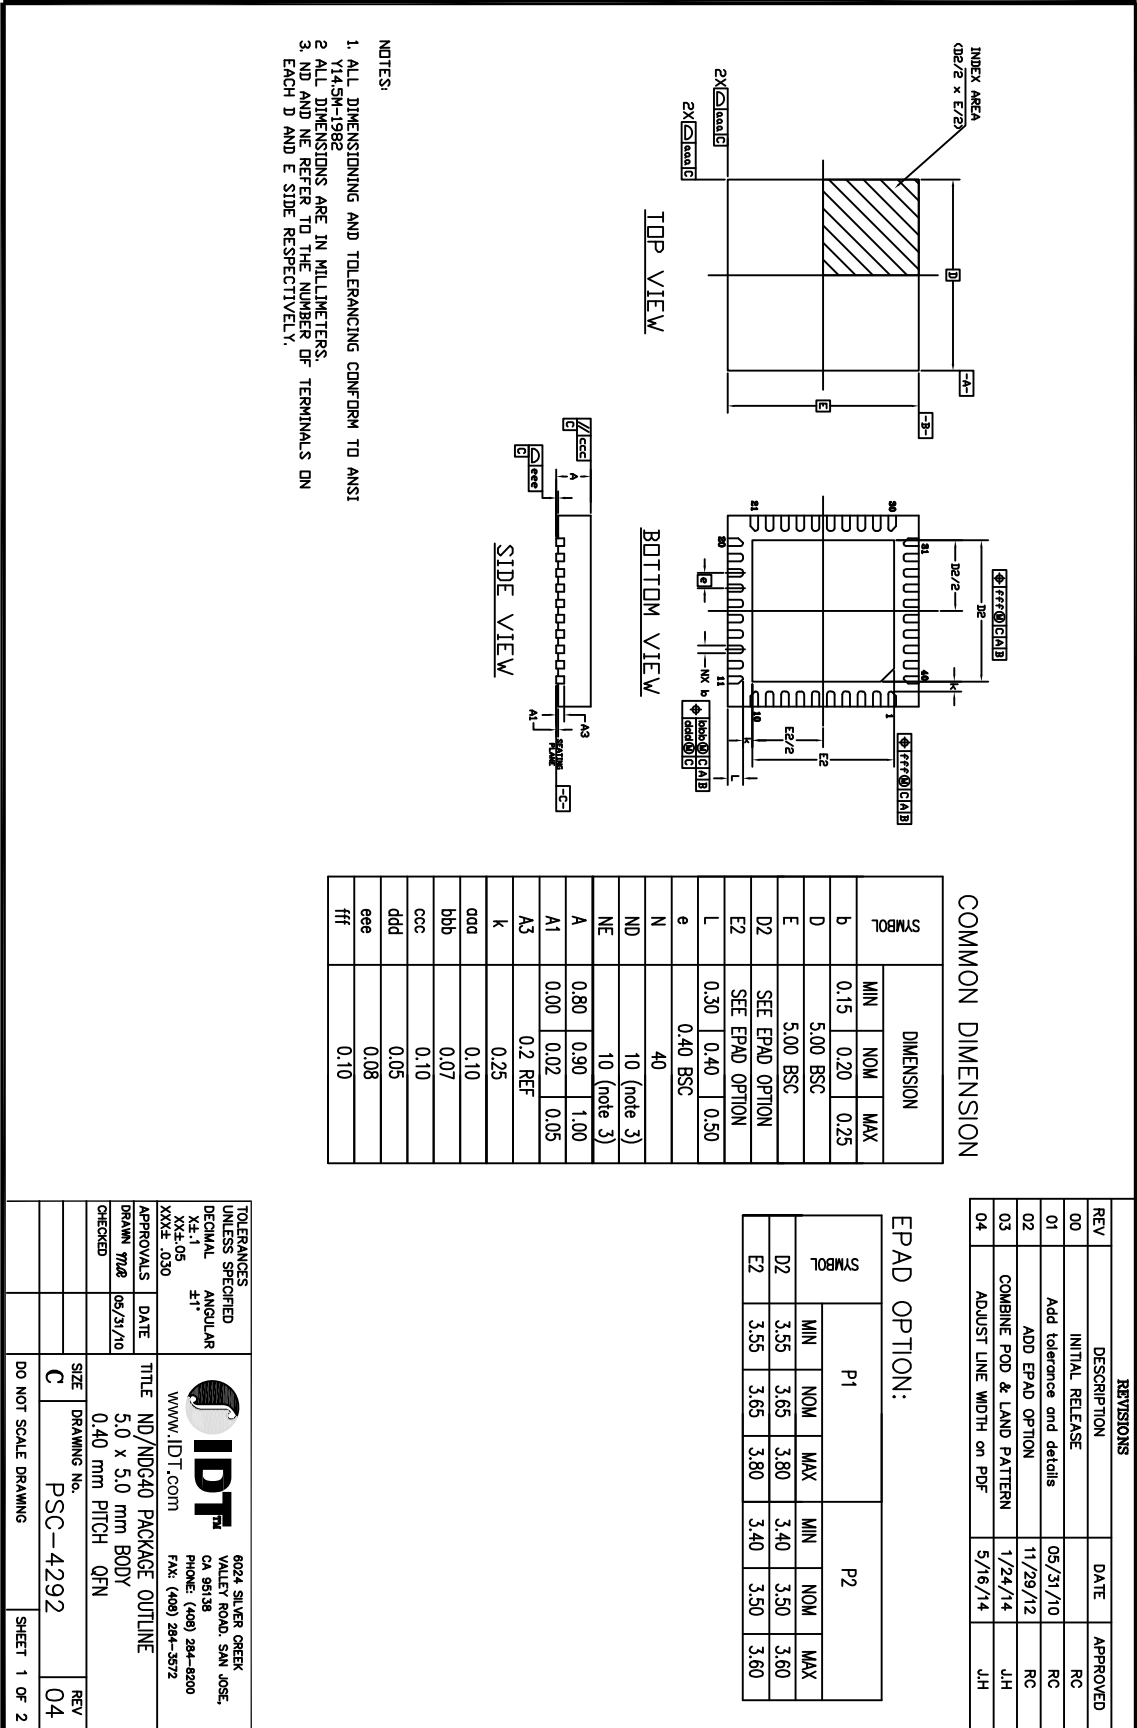 INDEX AREA
(D2/2 x E/2)
2X aaa C
2X aaa C
D
-A-
E
-B-
TOP VIEW
fff M C A B
D2
D2/2
30
31
21
40
k
20
1
10
11
e
NX b
bbb M C A B
ddd M C
E2/2
E2
fff M C A B
k
L
BOTTOM VIEW
// ccc C
A
eee C
A3
A1
SEATING
PLANE
-C-
SIDE VIEW
NOTES:
1. ALL DIMENSIONING AND TOLERANCING CONFORM TO ANSI
Y14.5M-1982
2 ALL DIMENSIONS ARE IN MILLIMETERS.
3. ND AND NE REFER TO THE NUMBER OF TERMINALS ON
EACH D AND E SIDE RESPECTIVELY.
COMMON DIMENSION
SYMBOL DIMENSION
MIN NOM MAX
b 0.15 0.20 0.25
D 5.00 BSC
E 5.00 BSC
D2 SEE EPAD OPTION
E2 SEE EPAD OPTION
L 0.30 0.40 0.50
e 0.40 BSC
N 40
ND 10 (note 3)
NE 10 (note 3)
A 0.80 0.90 1.00
A1 0.00 0.02 0.05
A3 0.2 REF
k 0.25
aaa 0.10
bbb 0.07
ccc 0.10
ddd 0.05
eee 0.08
fff 0.10
REVISIONS
REV DESCRIPTION DATE APPROVED
00 INITIAL RELEASE RC
01 Add tolerance and details 05/31/10 RC
02 ADD EPAD OPTION 11/29/12 RC
03 COMBINE POD & LAND PATTERN 1/24/14 J.H
04 ADJUST LINE WIDTH on PDF 5/16/14 J.H
EPAD OPTION:
SYMBOL P1 P2
MIN NOM MAX MIN NOM MAX
D2 3.55 3.65 3.80 3.40 3.50 3.60
E2 3.55 3.65 3.80 3.40 3.50 3.60
TOLERANCES
UNLESS SPECIFIED
DECIMAL ANGULAR
X±.1 ±1°
XX±.05
XXX± .030
APPROVALS DATE
DRAWN 05/31/10
CHECKED
IDT™
www.IDT.com
6024 SILVER CREEK
VALLEY ROAD. SAN JOSE,
CA 95138
PHONE: (408) 284-8200
FAX: (408) 284-3572
TITLE ND/NDG40 PACKAGE OUTLINE
5.0 x 5.0 mm BODY
0.40 mm PITCH QFN
SIZE DRAWING No. REV
C PSC-4292 04
DO NOT SCALE DRAWING SHEET 1 OF 2